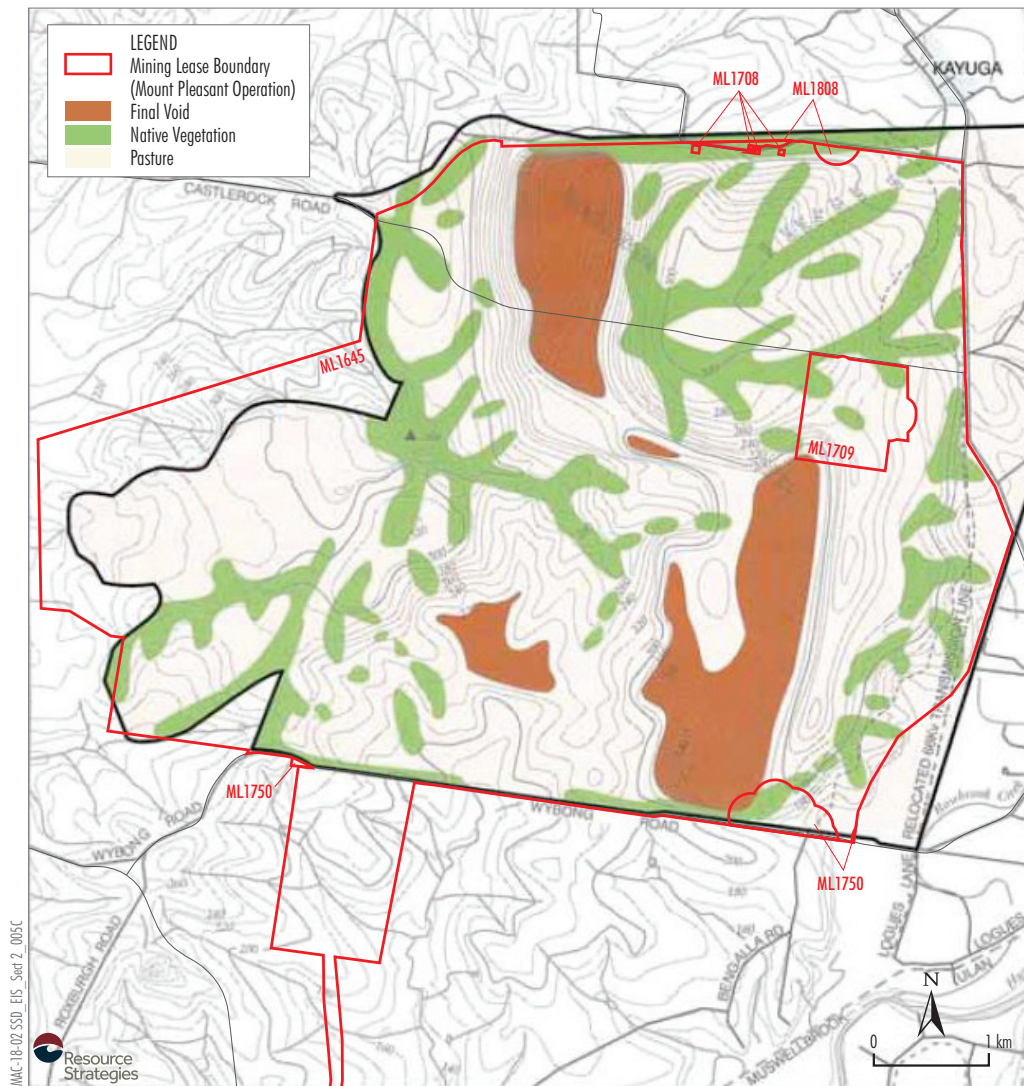 LEGEND
Mining Lease Boundary
(Mount Pleasant Operation)
Final Void
Native Vegetation
Pasture
KAYUGA
ML1708
ML1808
CASTLEROCK ROAD
ML1645
ML1709
RELOCATED 66Kv TRANSMISSION LINE
ML1750
WYBONG ROAD
WYBONG ROAD
ML1750
ROXBURGH ROAD
BENGALLA RD
LOGUES LANE
LOGUES
ULAN
MUSWELLBROOK
N
0 1 km
MAC-18-02 SSD_EIS_Sect 2_005C
Resource
Strategies